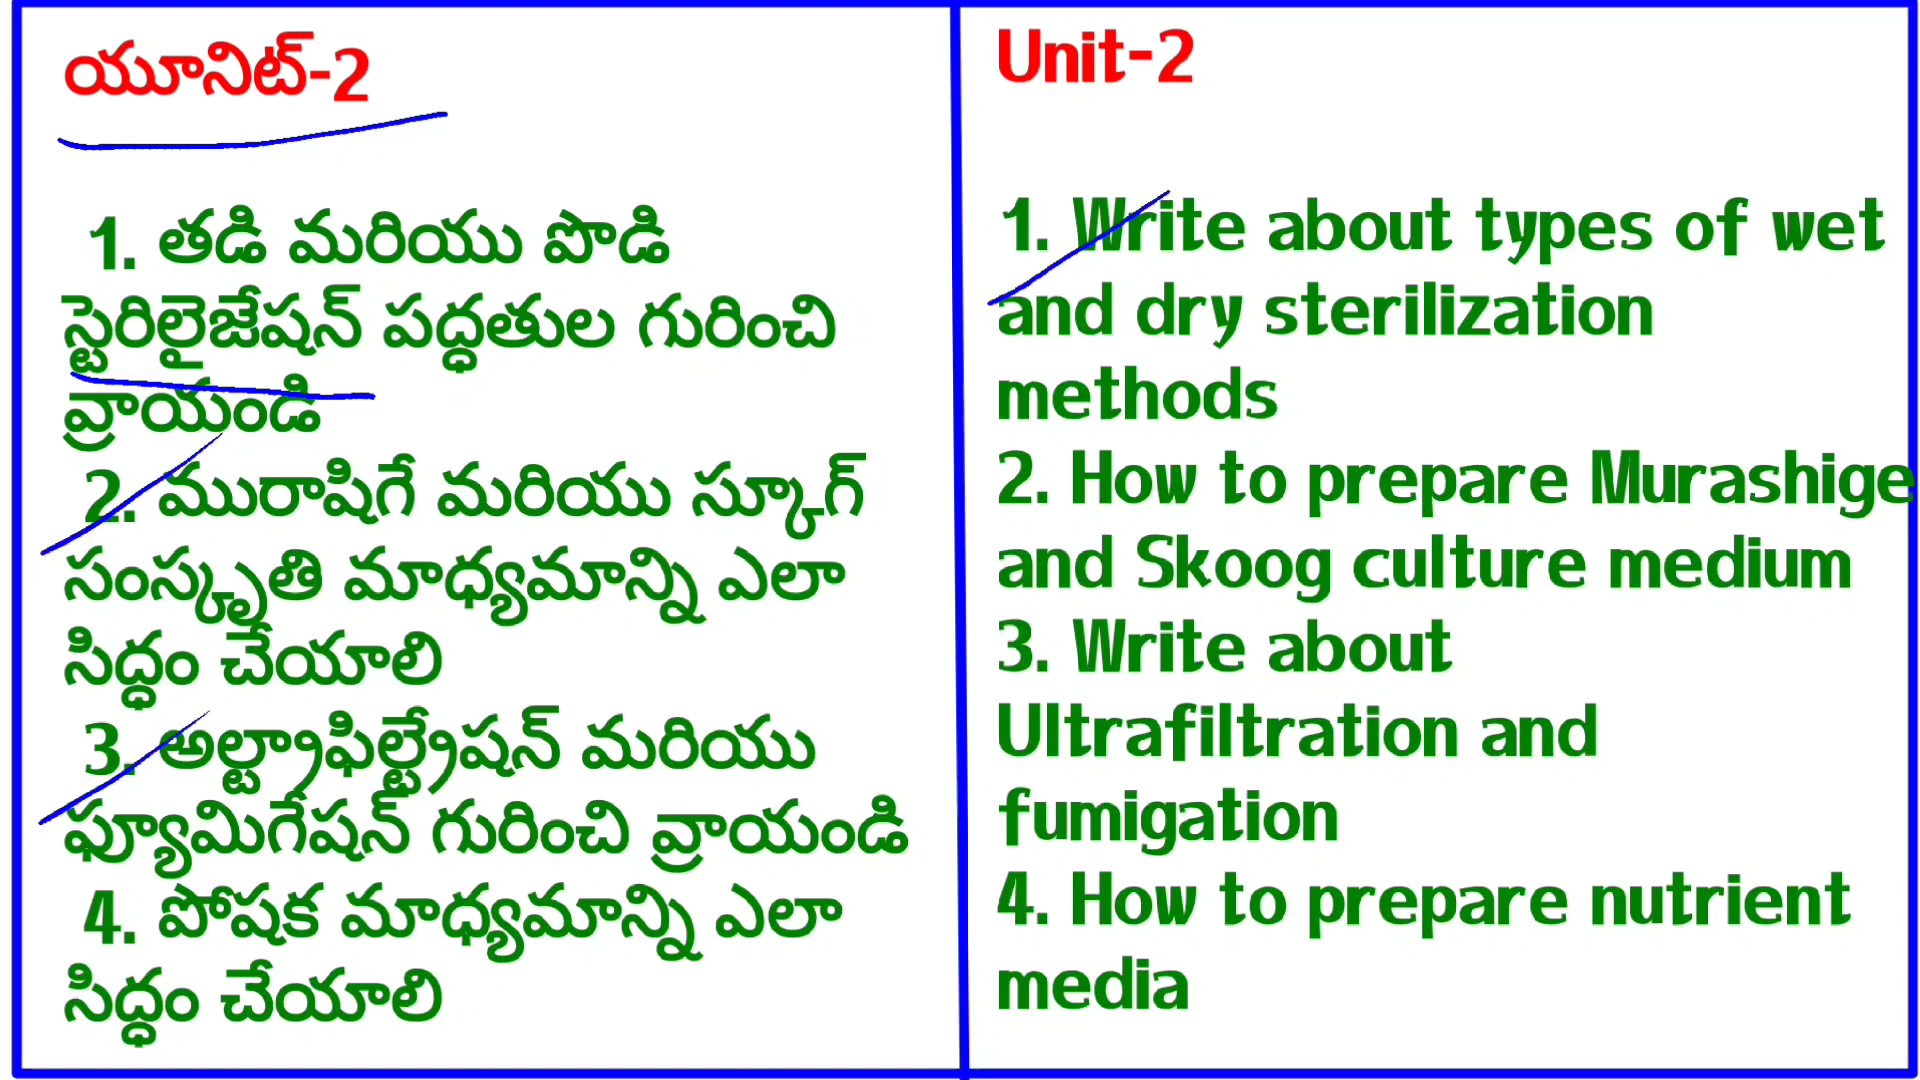 యూనిట్-2
1. తడి మరియు పొడి
స్టెరిలైజేషన్ పద్ధతుల గురించి
వ్రాయండి
2. మురాషిగే మరియు స్కూగ్
సంస్కృతి మాధ్యమాన్ని ఎలా
సిద్ధం చేయాలి
3. అల్ట్రాఫిల్ట్రేషన్ మరియు
ఫ్యూమిగేషన్ గురించి వ్రాయండి
4. పోషక మాధ్యమాన్ని ఎలా
సిద్ధం చేయాలి
Unit-2
1. Write about types of wet
and dry sterilization
methods
2. How to prepare Murashige
and Skoog culture medium
3. Write about
Ultrafiltration and
fumigation
4. How to prepare nutrient
media